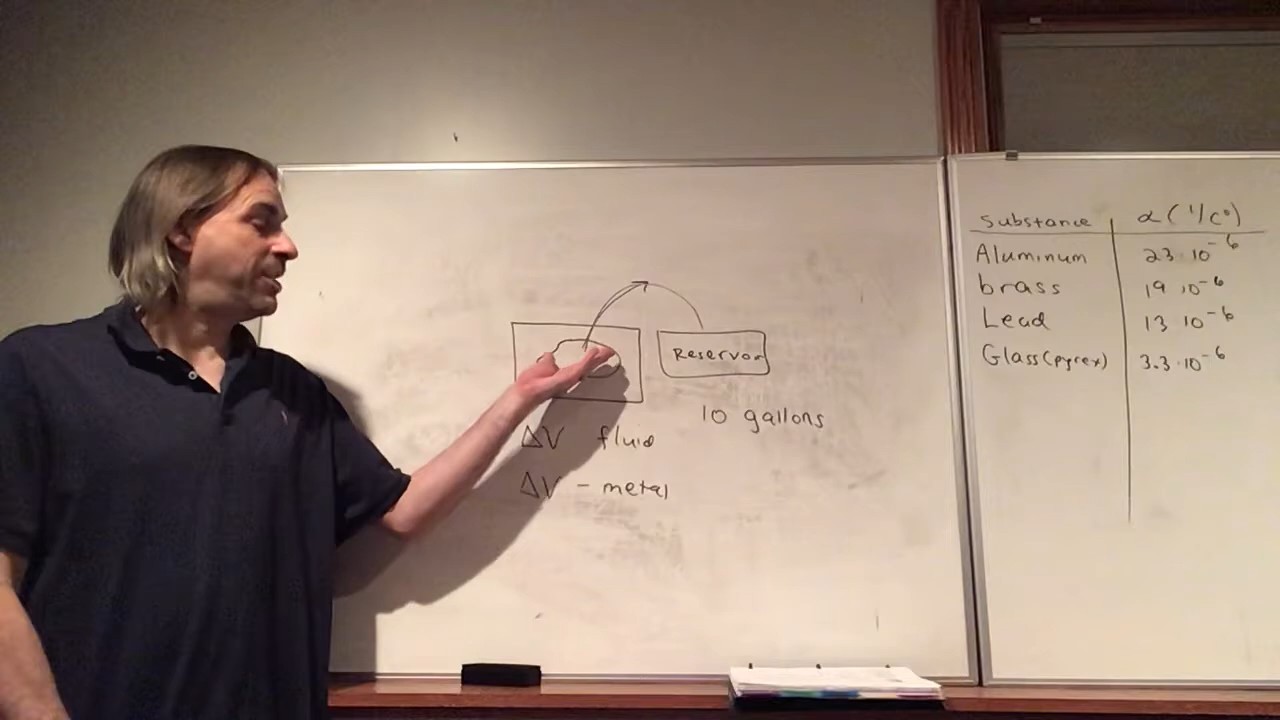 Reservoir
10 gallons
ΔV fluid
ΔV - metal
Substance α (1/C°)
Aluminum 23·10⁻⁶
brass 19·10⁻⁶
Lead 13 10⁻⁶
Glass(pyrex) 3.3·10⁻⁶